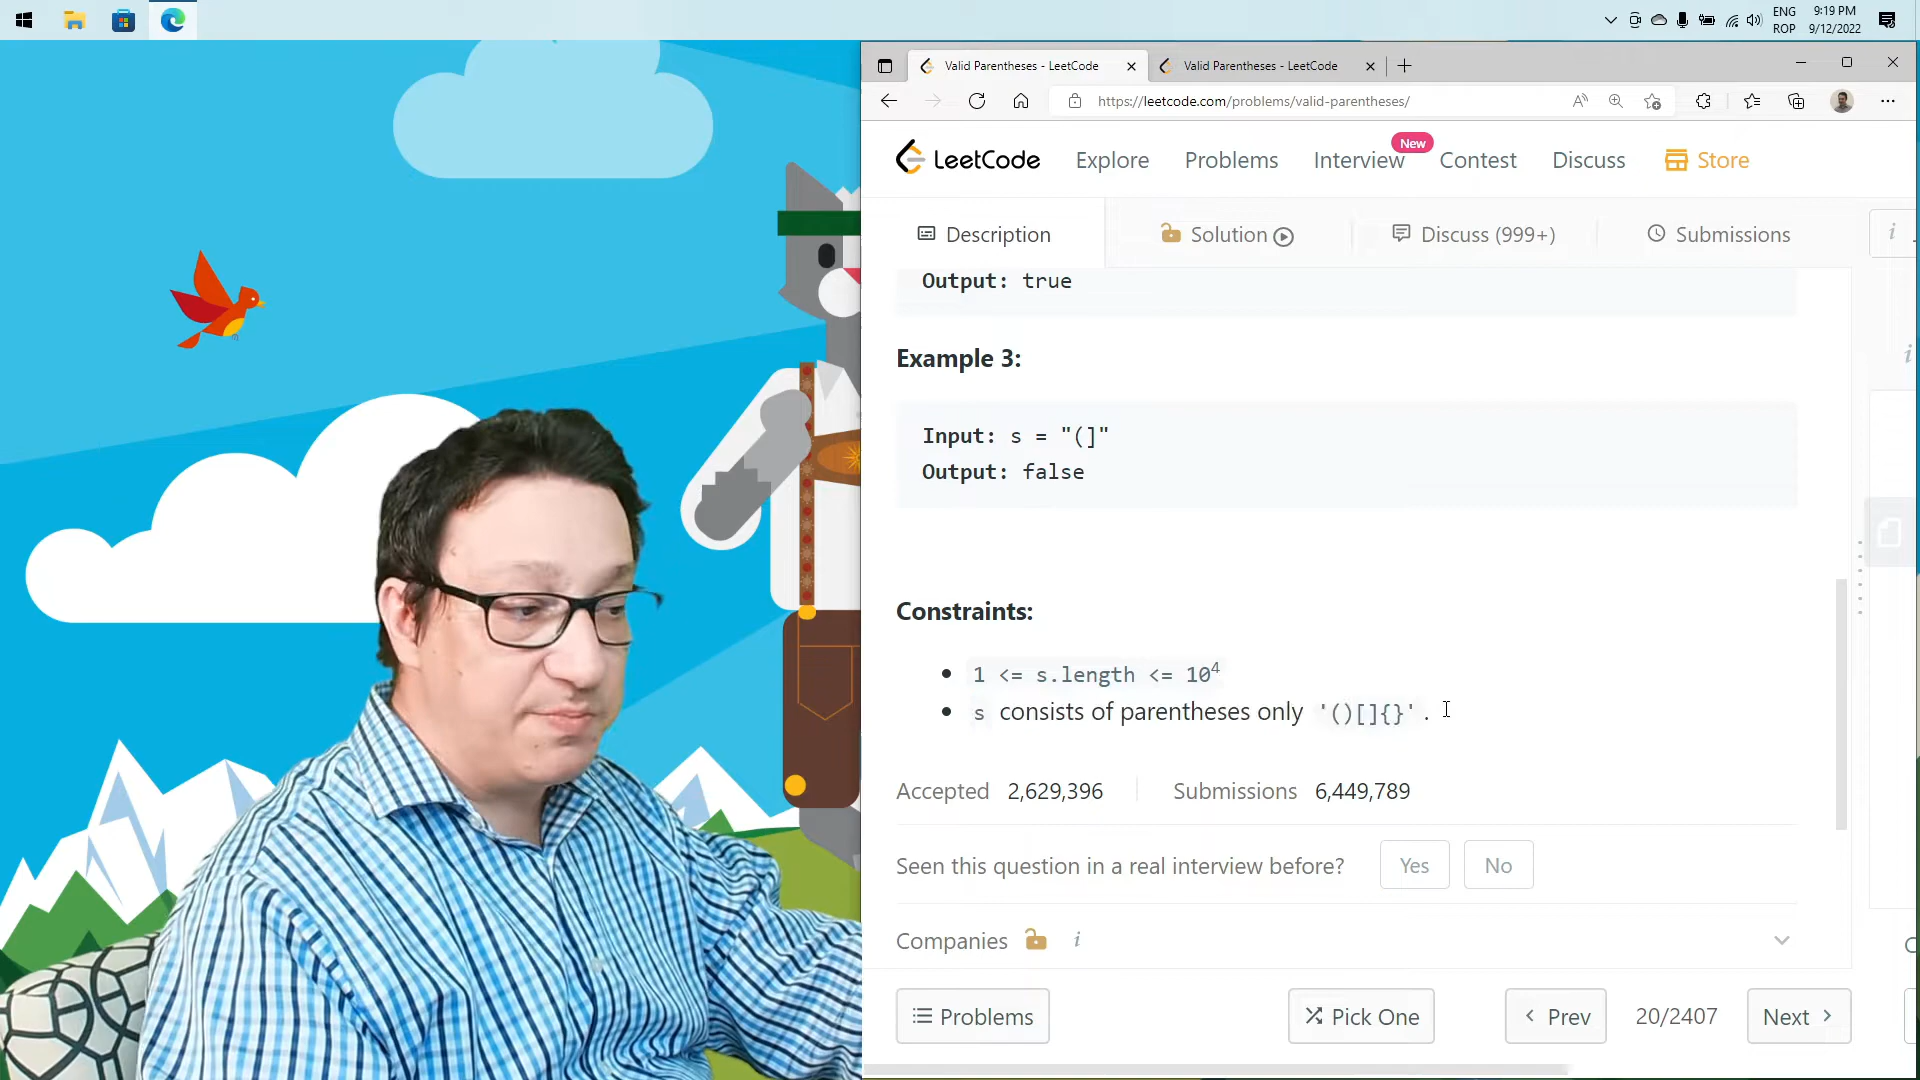 ENG
ROP
9:19 PM
9/12/2022
Valid Parentheses - LeetCode
Valid Parentheses - LeetCode
https://leetcode.com/problems/valid-parentheses/
LeetCode
Explore
Problems
Interview
New
Contest
Discuss
Store
Description
Solution
Discuss (999+)
Submissions
Output: true
Example 3:
Input: s = "(]"
Output: false
Constraints:
1 <= s.length <= 10⁴
s consists of parentheses only '()[]{}'.
Accepted 2,629,396
Submissions 6,449,789
Seen this question in a real interview before?
Yes
No
Companies
Problems
Pick One
Prev
20/2407
Next